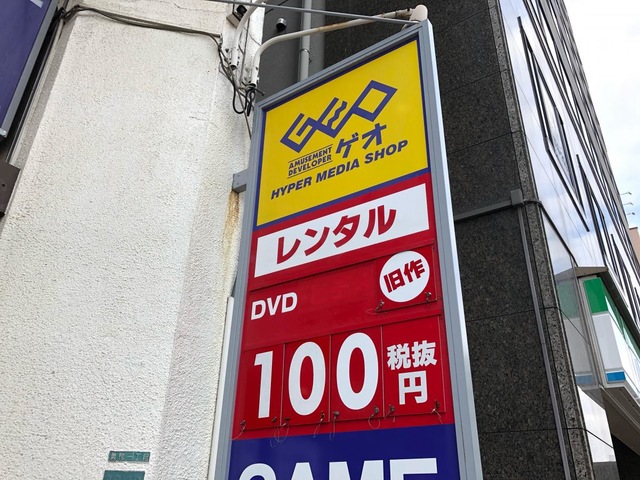 GEO
AMUSEMENT
DEVELOPER
ゲオ
HYPER MEDIA SHOP
レンタル
旧作
DVD
100
税抜
円
GAME